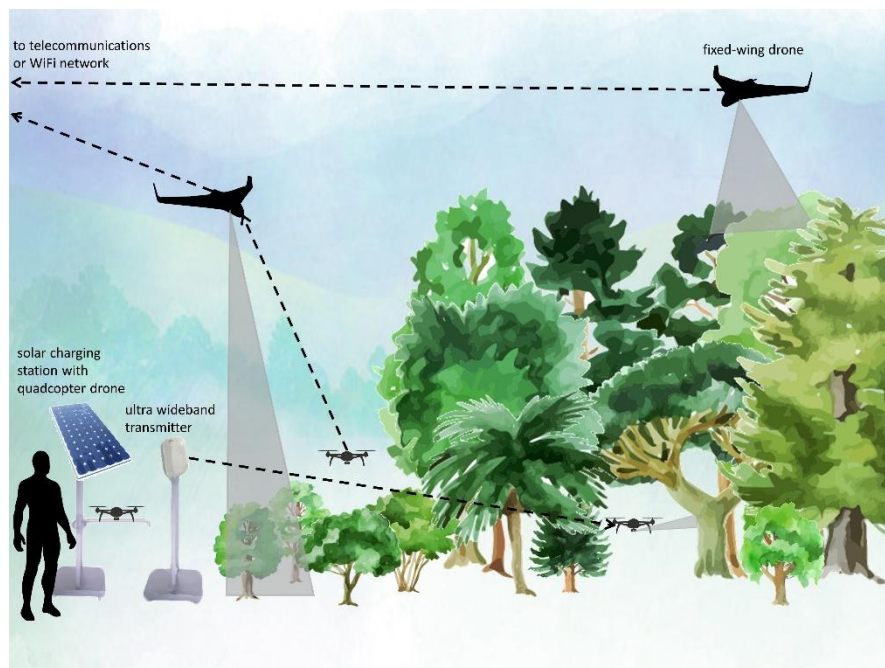 to telecommunications
or WiFi network
fixed-wing drone
solar charging
station with
quadcopter drone
ultra wideband
transmitter